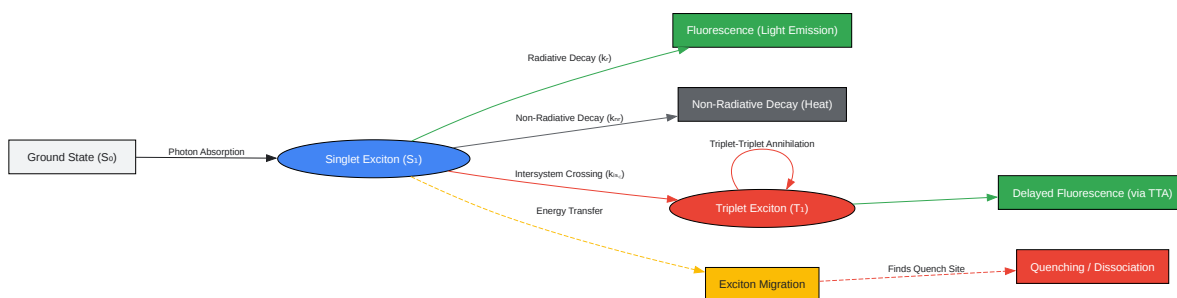 Fluorescence (Light Emission)
Radiative Decay (kᵣ)
Non-Radiative Decay (Heat)
Non-Radiative Decay (kₙᵣ)
Triplet-Triplet Annihilation
Ground State (S₀)
Photon Absorption
Singlet Exciton (S₁)
Intersystem Crossing (kᵢₛ꜀)
Delayed Fluorescence (via TTA)
Triplet Exciton (T₁)
Energy Transfer
Finds Quench Site
Quenching / Dissociation
Exciton Migration